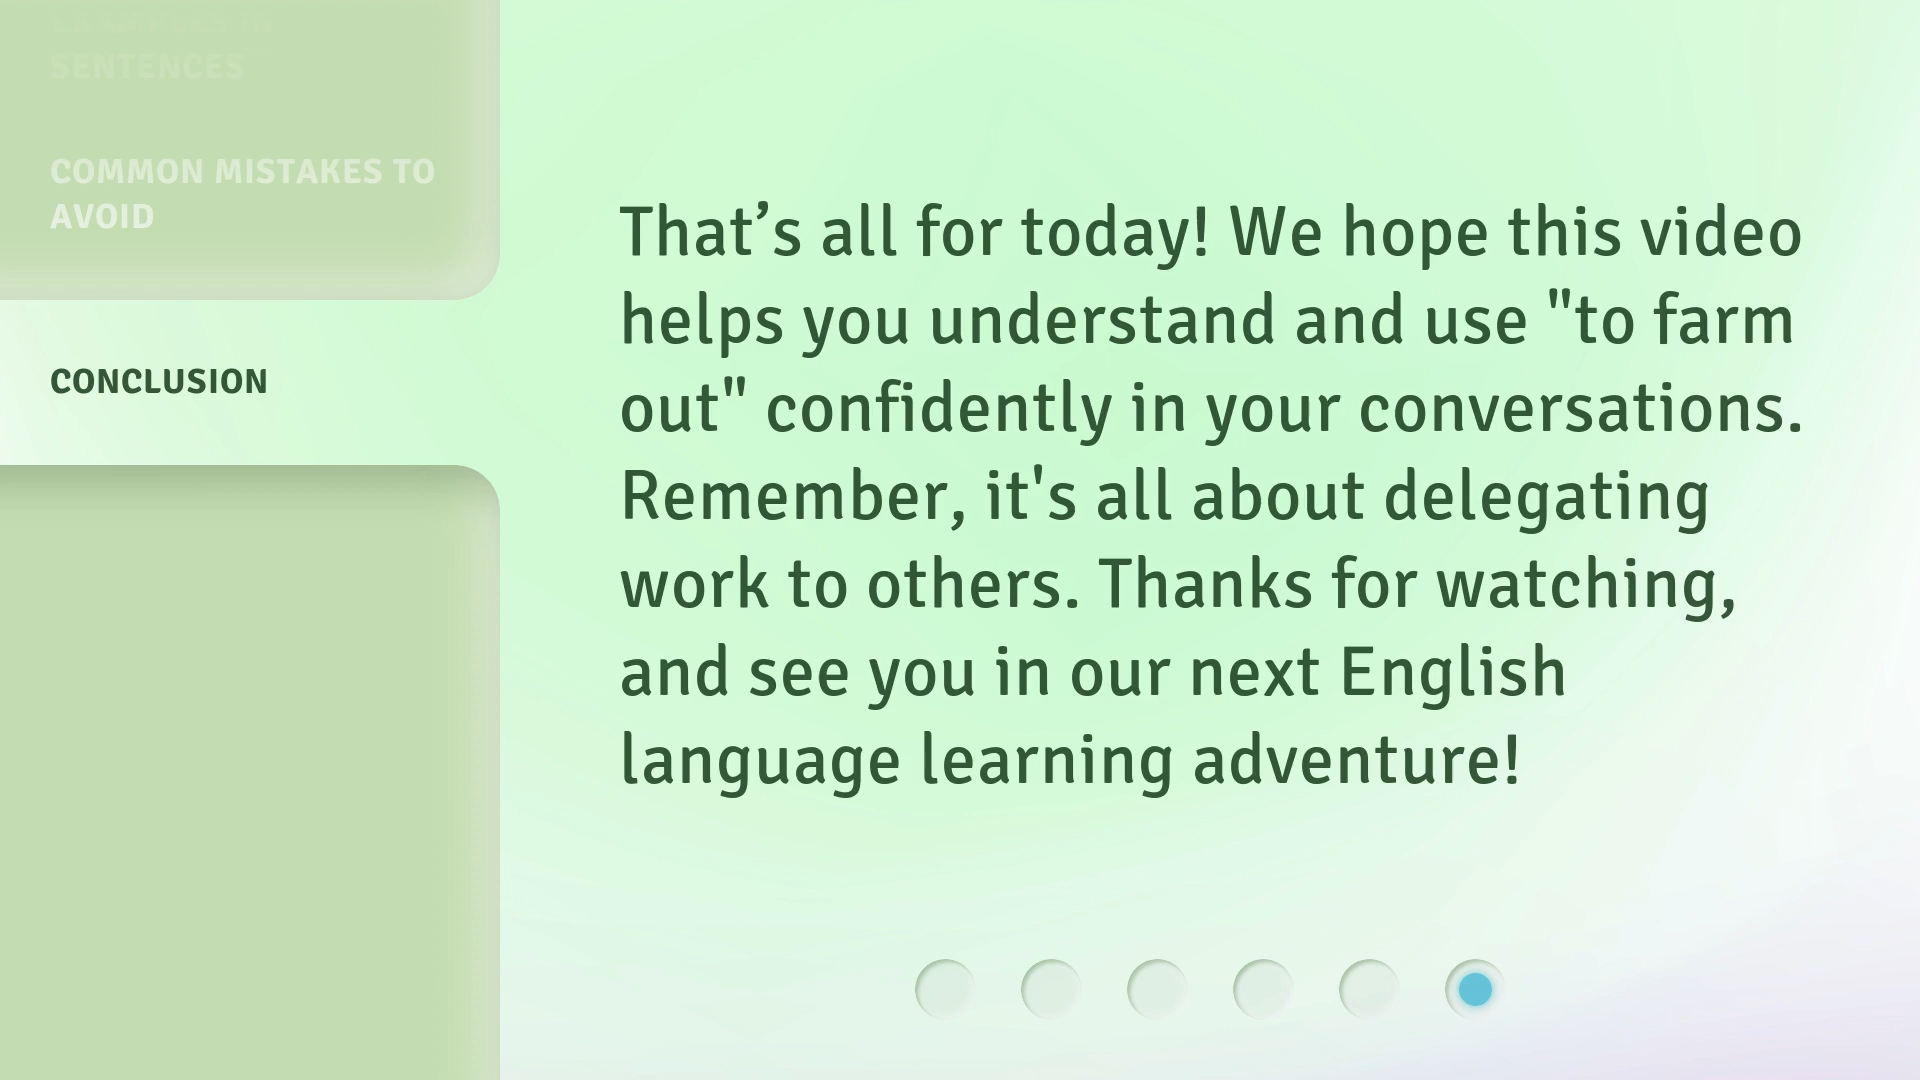 EXAMPLES IN
SENTENCES
COMMON MISTAKES TO
AVOID
CONCLUSION
That’s all for today! We hope this video
helps you understand and use "to farm
out" confidently in your conversations.
Remember, it's all about delegating
work to others. Thanks for watching,
and see you in our next English
language learning adventure!